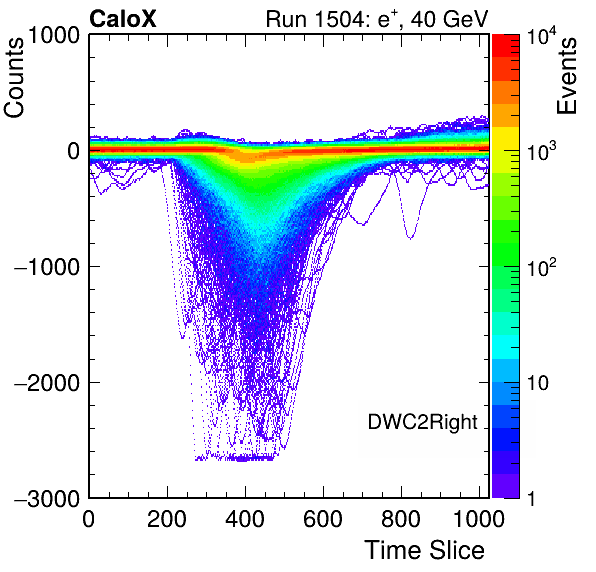 CaloX Run 1504: e⁺, 40 GeV
Counts
Events
1000
0
−1000
−2000
−3000
10⁴
10³
10²
10
1
DWC2Right
0 200 400 600 800 1000
Time Slice